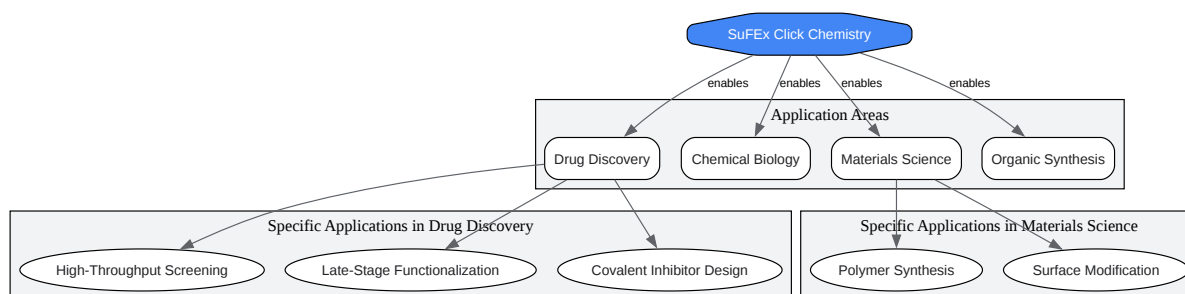 SuFEx Click Chemistry
enables
enables
enables
enables
Application Areas
Drug Discovery
Chemical Biology
Materials Science
Organic Synthesis
Specific Applications in Drug Discovery
Specific Applications in Materials Science
High-Throughput Screening
Late-Stage Functionalization
Covalent Inhibitor Design
Polymer Synthesis
Surface Modification